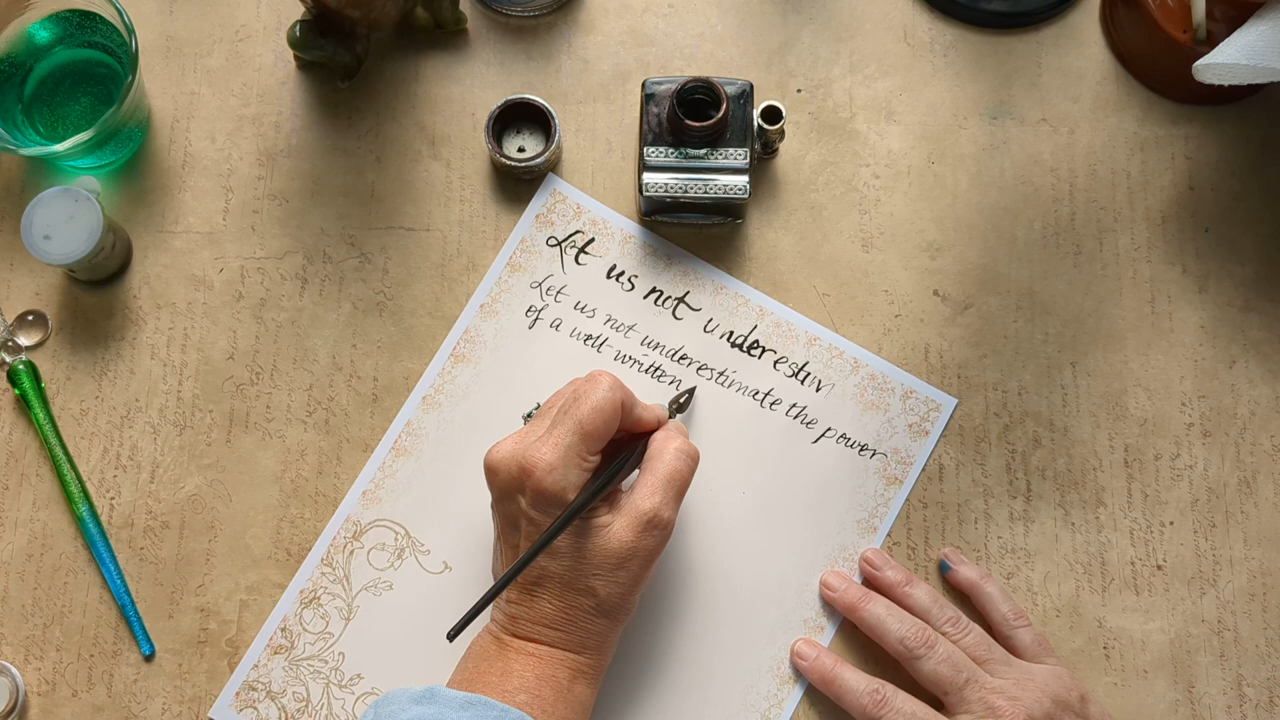 Let us not underestim
Let us not underestimate the power
of a well-written